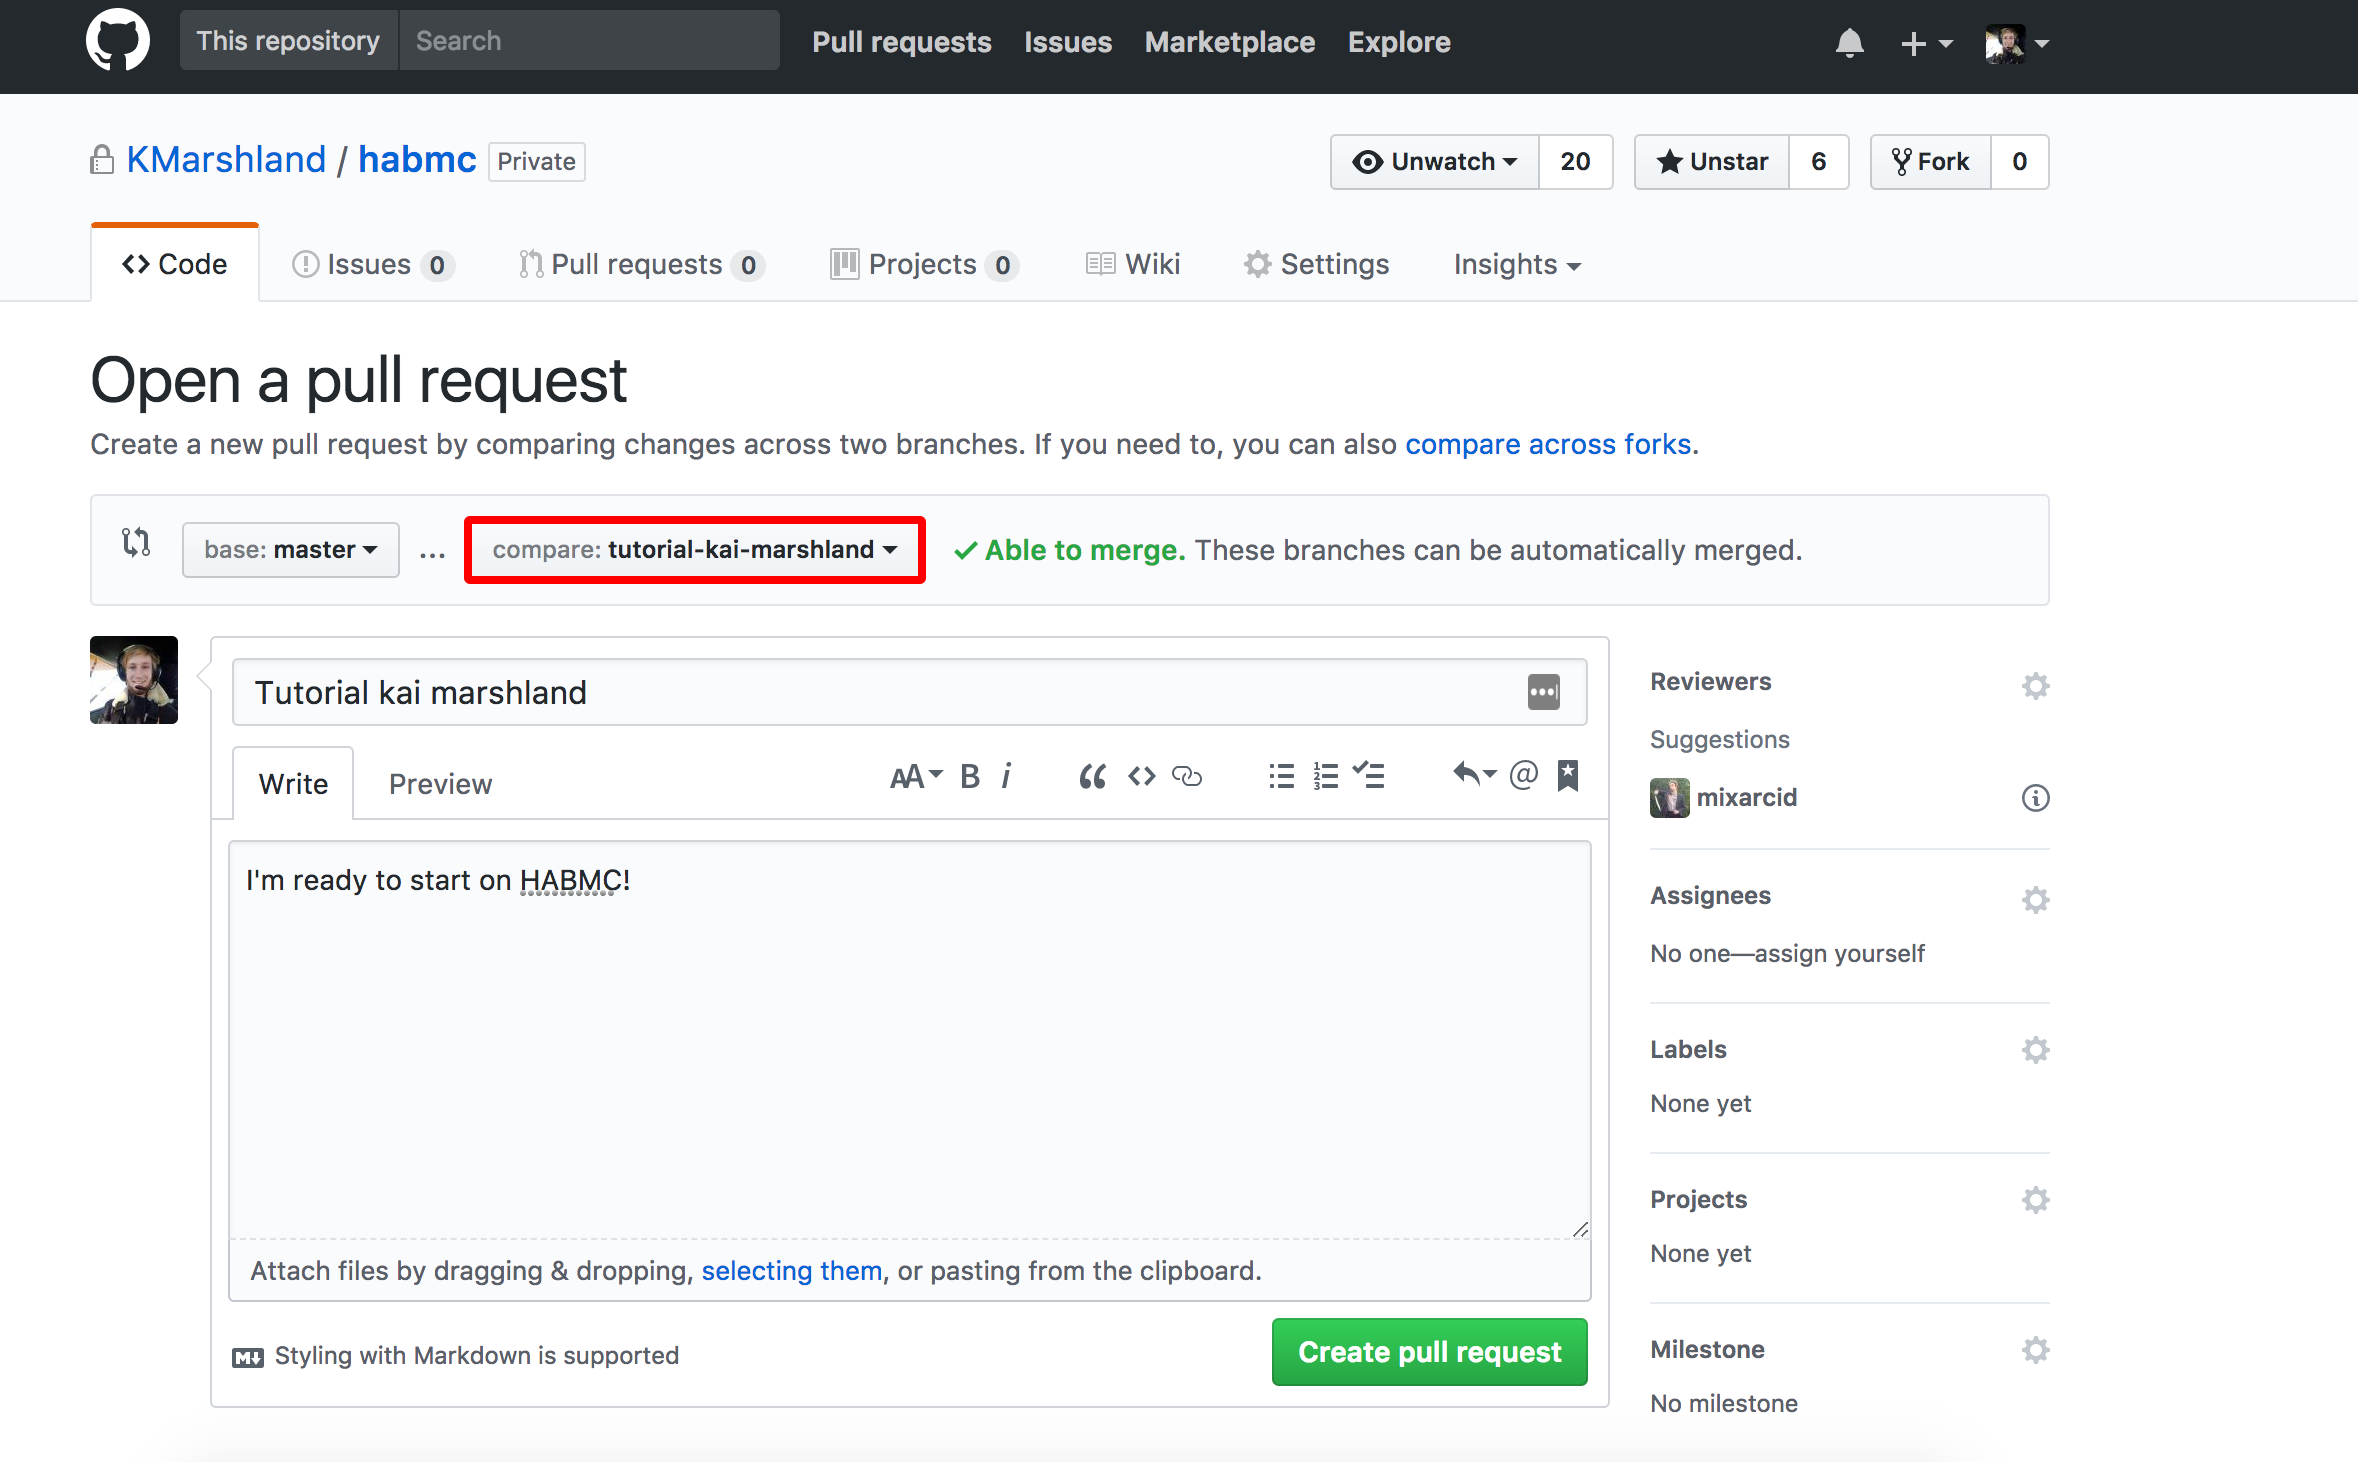 This repository Search Pull requests Issues Marketplace Explore
KMarshland / habmc Private Unwatch 20 Unstar 6 Fork 0
Code Issues 0 Pull requests 0 Projects 0 Wiki Settings Insights
Open a pull request
Create a new pull request by comparing changes across two branches. If you need to, you can also compare across forks.
base: master ... compare: tutorial-kai-marshland Able to merge. These branches can be automatically merged.
Tutorial kai marshland
Write Preview AA B i
I'm ready to start on HABMC!
Attach files by dragging & dropping, selecting them, or pasting from the clipboard.
Styling with Markdown is supported
Create pull request
Reviewers
Suggestions
mixarcid
Assignees
No one—assign yourself
Labels
None yet
Projects
None yet
Milestone
No milestone